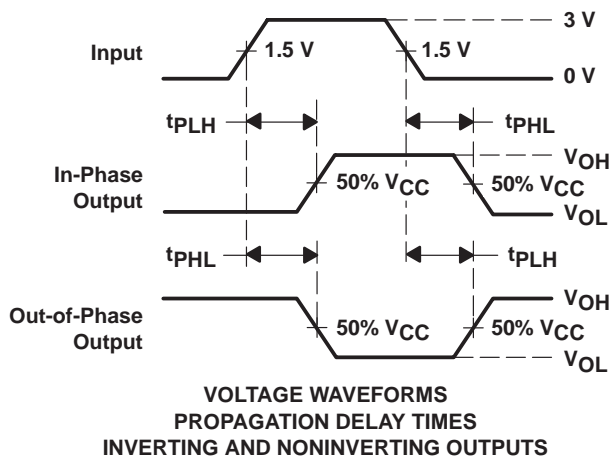 3 V
Input
1.5 V
1.5 V
0 V
tPLH
tPHL
VOH
In-Phase
Output
50% VCC
50% VCC
VOL
tPHL
tPLH
VOH
Out-of-Phase
Output
50% VCC
50% VCC
VOL
VOLTAGE WAVEFORMS
PROPAGATION DELAY TIMES
INVERTING AND NONINVERTING OUTPUTS